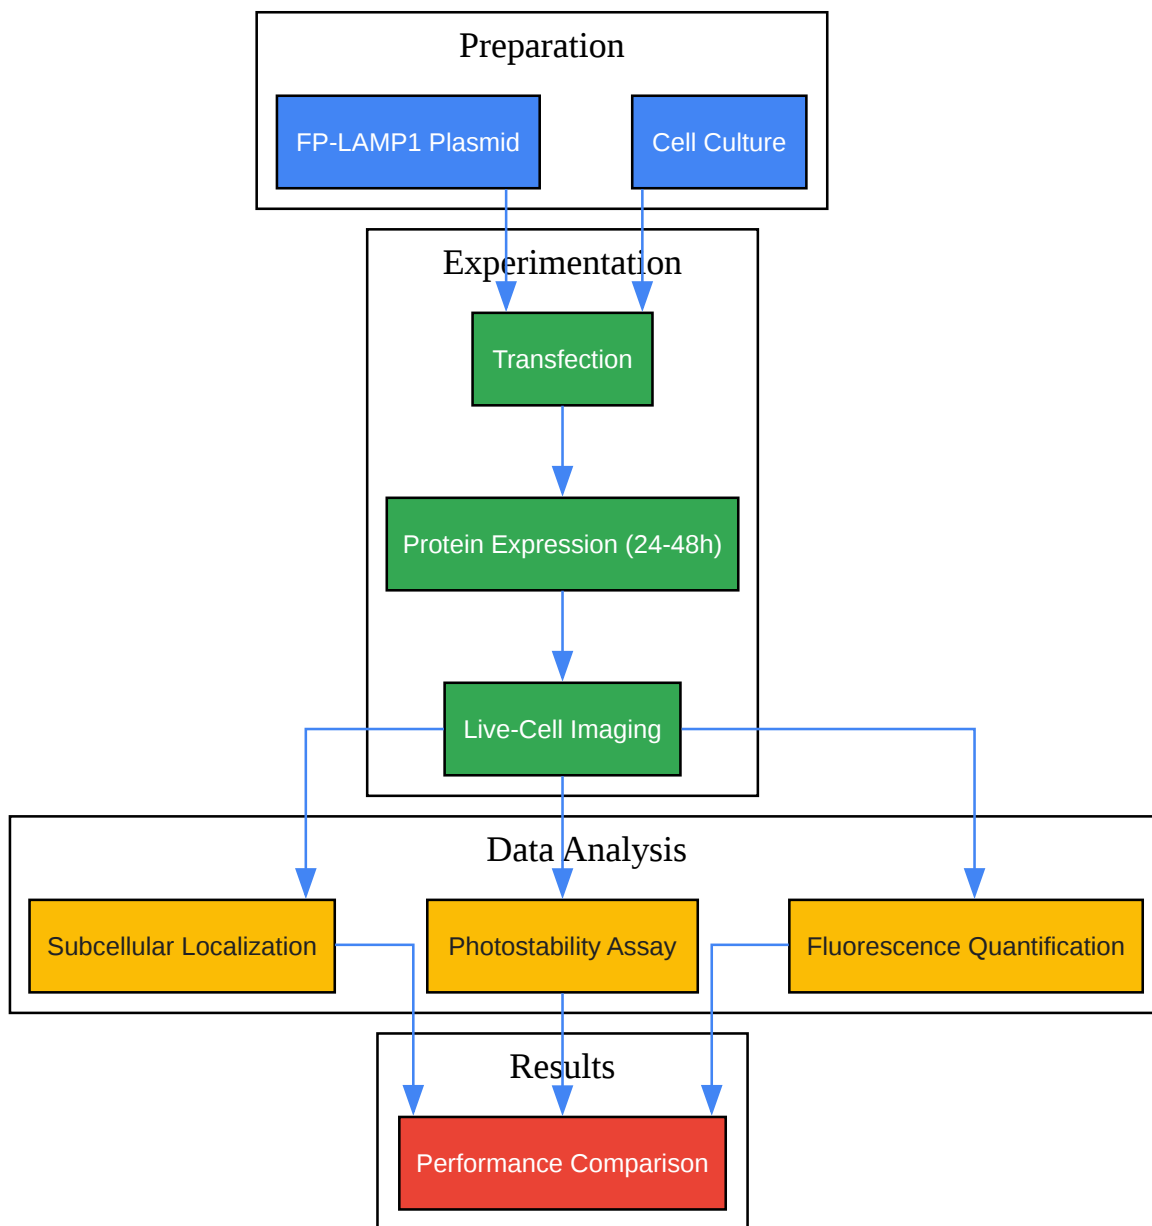 Preparation
FP-LAMP1 Plasmid
Cell Culture
Experimentation
Transfection
Protein Expression (24-48h)
Live-Cell Imaging
Data Analysis
Subcellular Localization
Photostability Assay
Fluorescence Quantification
Results
Performance Comparison